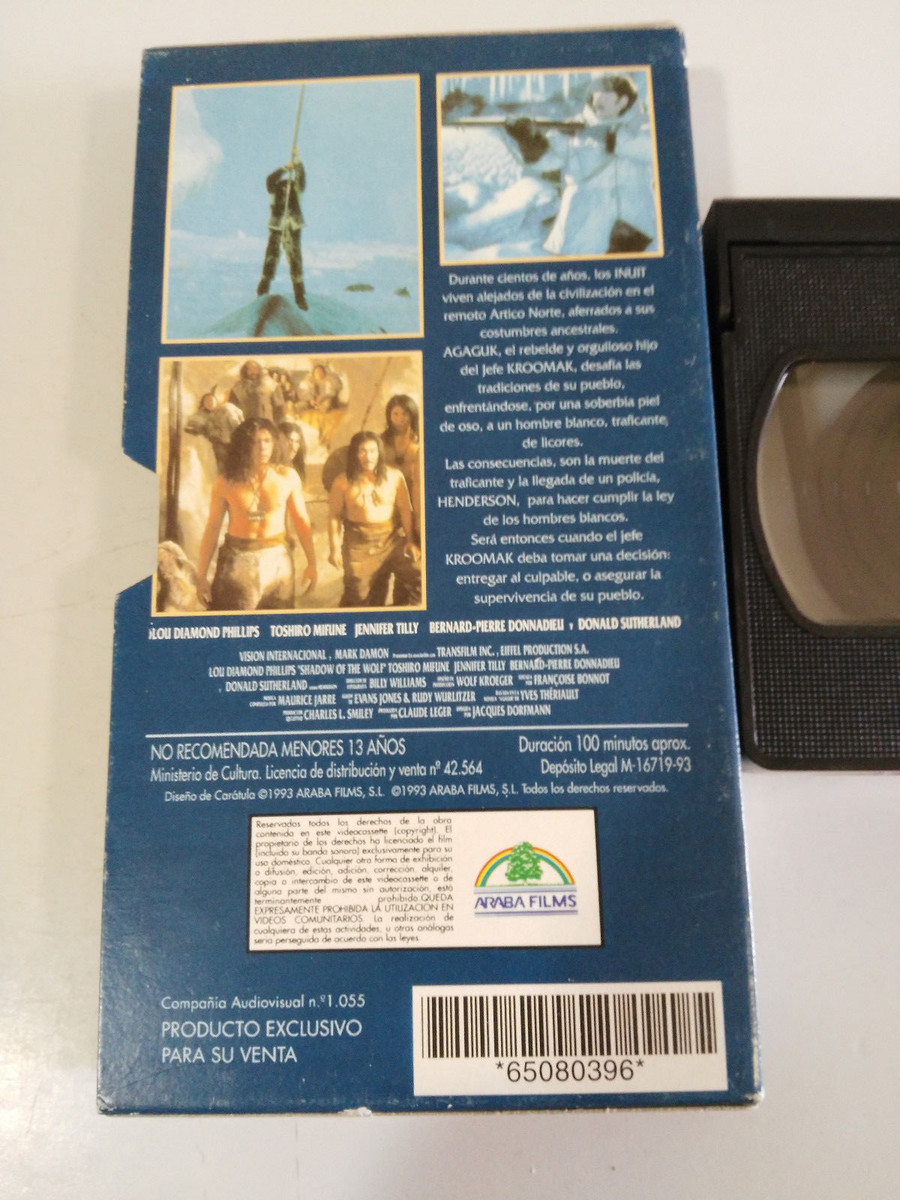 Durante cientos de años, los INUIT
viven alejados de la civilización en el
remoto Artico Norte, aferrados a sus
costumbres ancestrales.
AGAGUK, el rebelde y orgulloso hijo
del Jefe KROOMAK, desafía las
tradiciones de su pueblo,
enfrentándose, por una soberbia piel
de oso, a un hombre blanco, traficante
de licores.
Las consecuencias, son la muerte del
traficante y la llegada de un policía,
HENDERSON, para hacer cumplir la ley
de los hombres blancos.
Será entonces cuando el jefe
KROOMAK deba tomar una decisión:
entregar al culpable, o asegurar la
supervivencia de su pueblo.
LOU DIAMOND PHILLIPS TOSHIRO MIFUNE JENNIFER TILLY BERNARD-PIERRE DONNADIEU Y DONALD SUTHERLAND
VISION INTERNACIONAL, MARK DAMON TRANSFILM INC., EIFFEL PRODUCTION S.A.
LOU DIAMOND PHILLIPS "SHADOW OF THE WOLF" TOSHIRO MIFUNE JENNIFER TILLY BERNARD-PIERRE DONNADIEU
DONALD SUTHERLAND BILLY WILLIAMS WOLF KROEGER FRANÇOISE BONNOT
MAURICE JARRE EVANS JONES & RUDY WURLITZER YVES THÉRIAULT
CHARLES L. SMILEY CLAUDE LEGER JACQUES DORFMANN
NO RECOMENDADA MENORES 13 AÑOS Duración 100 minutos aprox.
Ministerio de Cultura. Licencia de distribución y venta nº 42.564 Depósito Legal M-16719-93
Diseño de Carátula ©1993 ARABA FILMS, S.L. ©1993 ARABA FILMS, S.L. Todos los derechos reservados.
Reservados todos los derechos de la obra
contenida en este videocassette (copyright). El
propietario de los derechos ha licenciado el film
(incluido su banda sonora) exclusivamente para su
uso doméstico. Cualquier otra forma de exhibición
o difusión, edición, adición, corrección, alquiler,
copia o intercambio de este videocassette o de
alguna parte del mismo sin autorización, está
terminantemente prohibido. QUEDA
EXPRESAMENTE PROHIBIDA LA UTILIZACION EN
VIDEOS COMUNITARIOS. La realización de
cualquiera de estas actividades, u otras análogas
seria perseguida de acuerdo con las leyes.
ARABA FILMS
Compañia Audiovisual n.º 1.055
PRODUCTO EXCLUSIVO
PARA SU VENTA
*65080396*